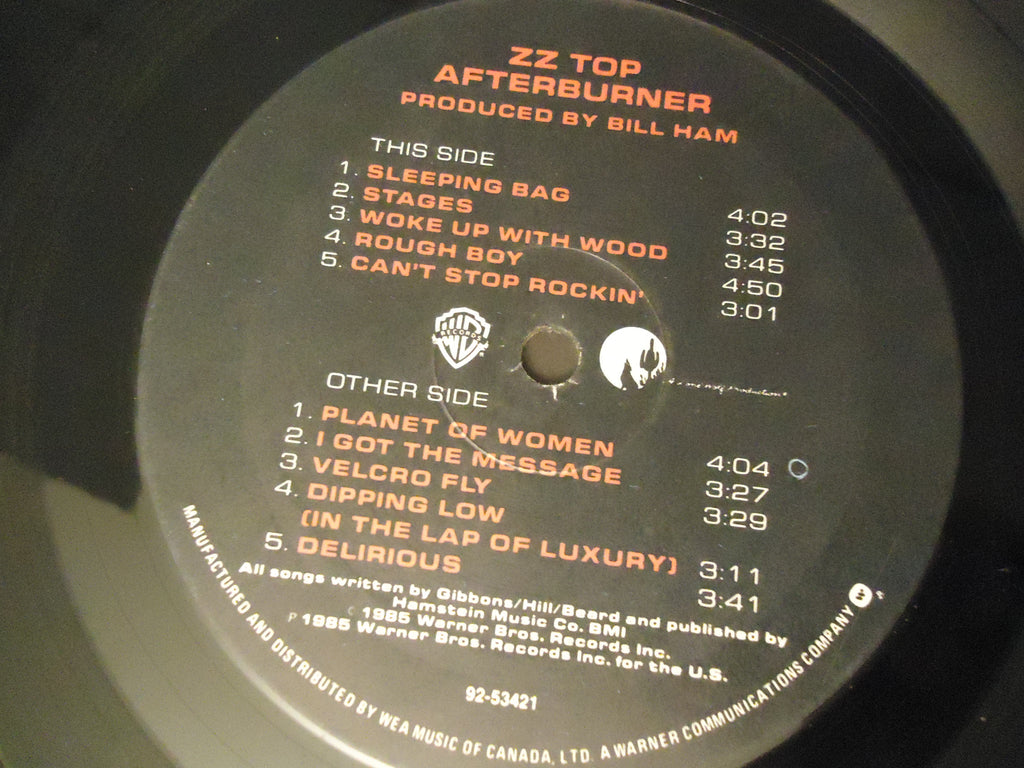 ZZ TOP
AFTERBURNER
PRODUCED BY BILL HAM
THIS SIDE
1. SLEEPING BAG 4:02
2. STAGES 3:32
3. WOKE UP WITH WOOD 3:45
4. ROUGH BOY 4:50
5. CAN'T STOP ROCKIN' 3:01
RECORDS
Production
OTHER SIDE
1. PLANET OF WOMEN 4:04
2. I GOT THE MESSAGE 3:27
3. VELCRO FLY 3:29
4. DIPPING LOW
(IN THE LAP OF LUXURY) 3:11
5. DELIRIOUS 3:41
All songs written by Gibbons/Hill/Beard and published by
Hamstein Music Co. BMI
© 1985 Warner Bros. Records Inc.
℗ 1985 Warner Bros. Records Inc. for the U.S.
92-53421
MANUFACTURED AND DISTRIBUTED BY WEA MUSIC OF CANADA, LTD. A WARNER COMMUNICATIONS COMPANY